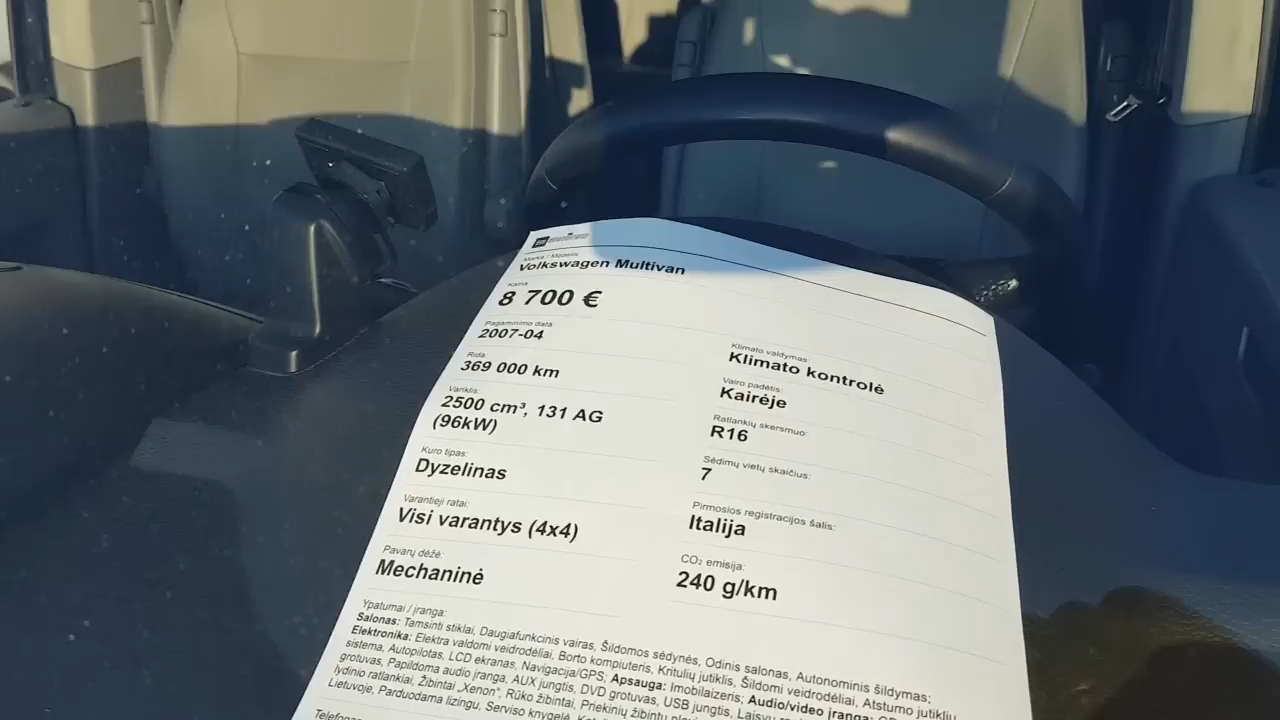 Markė / Modelis:
Volkswagen Multivan
Kaina
8 700 €
Pagaminimo data:
2007-04
Rida:
369 000 km
Variklis:
2500 cm³, 131 AG
(96kW)
Kuro tipas:
Dyzelinas
Varantieji ratai:
Visi varantys (4x4)
Pavarų dėžė:
Mechaninė
Klimato valdymas:
Klimato kontrolė
Vairo padėtis:
Kairėje
Ratlankių skersmuo:
R16
Sėdimų vietų skaičius:
7
Pirmosios registracijos šalis:
Italija
CO₂ emisija:
240 g/km
Ypatumai / įranga:
Salonas: Tamsinti stiklai, Daugiafunkcinis vairas, Šildomos sėdynės, Odinis salonas, Autonominis šildymas;
Elektronika: Elektra valdomi veidrodėliai, Borto kompiuteris, Kritulių jutiklis, Šildomi veidrodėliai, Atstumo jutiklių
sistema, Autopilotas, LCD ekranas, Navigacija/GPS; Apsauga: Imobilaizeris; Audio/video įranga:
grotuvas, Papildoma audio įranga, AUX jungtis, DVD grotuvas, USB jungtis, Laisvų
lydinio ratlankiai, Žibintai „Xenon", Rūko žibintai, Priekinių žibintų
Lietuvoje, Parduodama lizingu, Serviso knygelė,
Telefonas